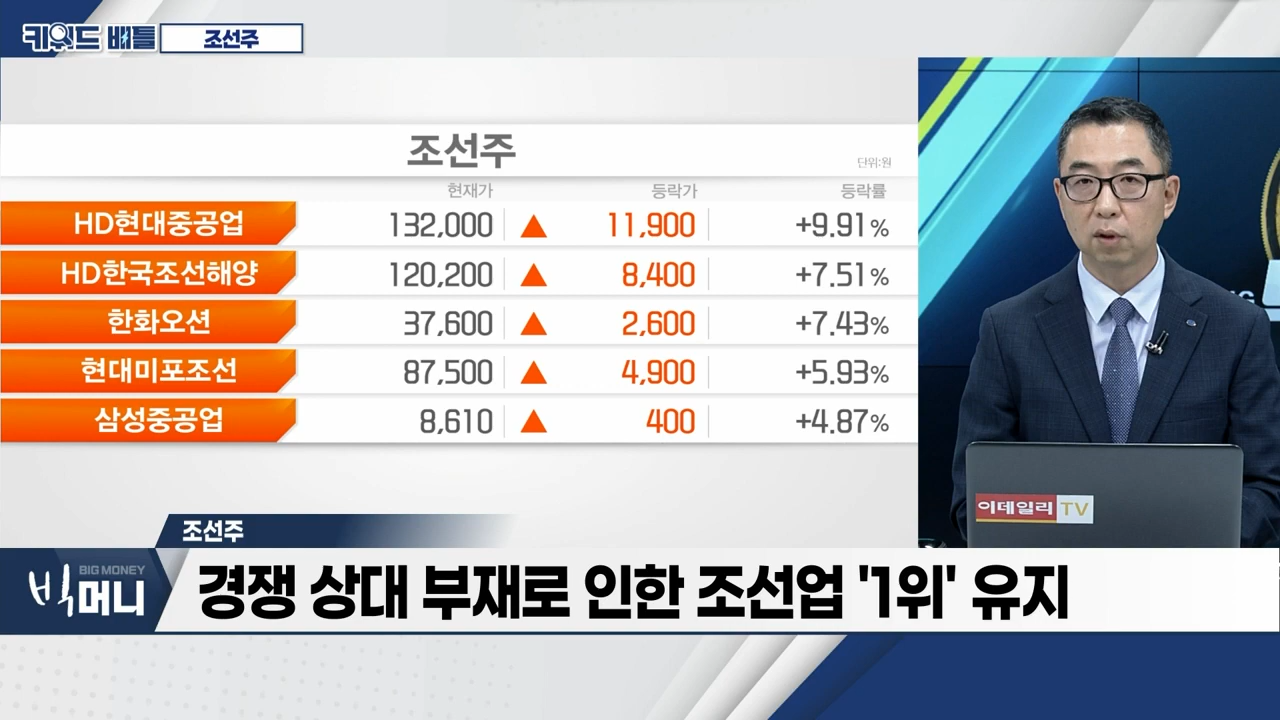 키워드 배틀 조선주
조선주
단위:원
현재가 등락가 등락률
HD현대중공업 132,000 ▲ 11,900 +9.91%
HD한국조선해양 120,200 ▲ 8,400 +7.51%
한화오션 37,600 ▲ 2,600 +7.43%
현대미포조선 87,500 ▲ 4,900 +5.93%
삼성중공업 8,610 ▲ 400 +4.87%
이데일리TV
조선주
BIG MONEY
빅머니
경쟁 상대 부재로 인한 조선업 '1위' 유지